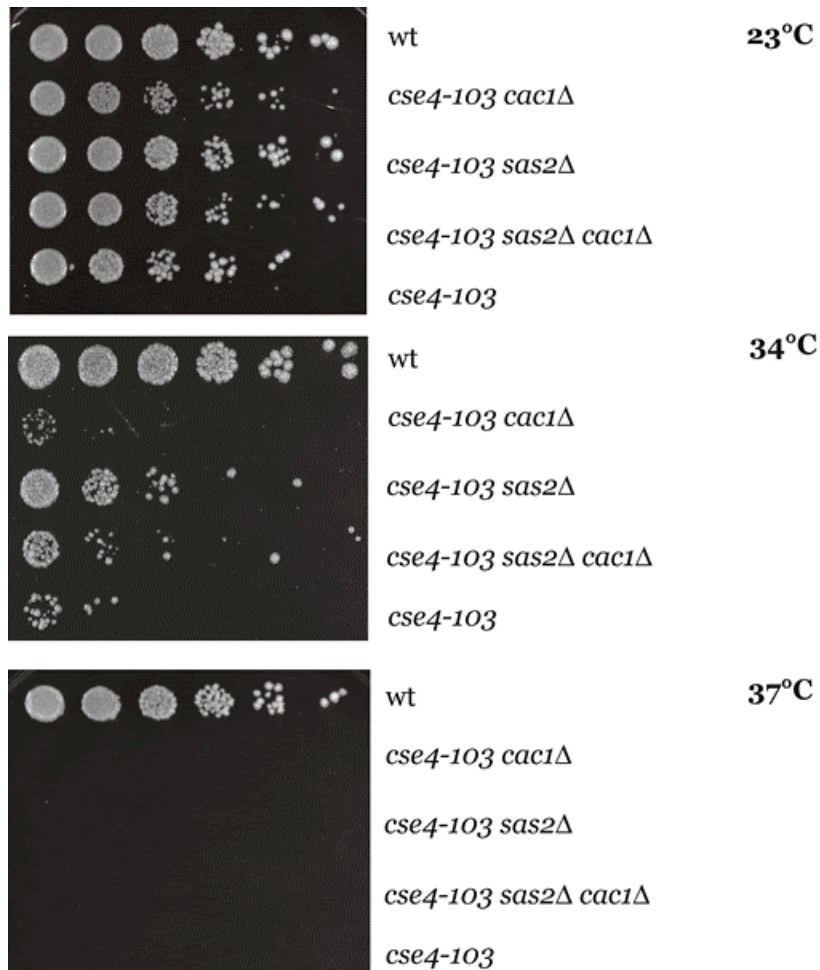 wt 23°C
cse4-103 cac1Δ
cse4-103 sas2Δ
cse4-103 sas2Δ cac1Δ
cse4-103
wt 34°C
cse4-103 cac1Δ
cse4-103 sas2Δ
cse4-103 sas2Δ cac1Δ
cse4-103
wt 37°C
cse4-103 cac1Δ
cse4-103 sas2Δ
cse4-103 sas2Δ cac1Δ
cse4-103